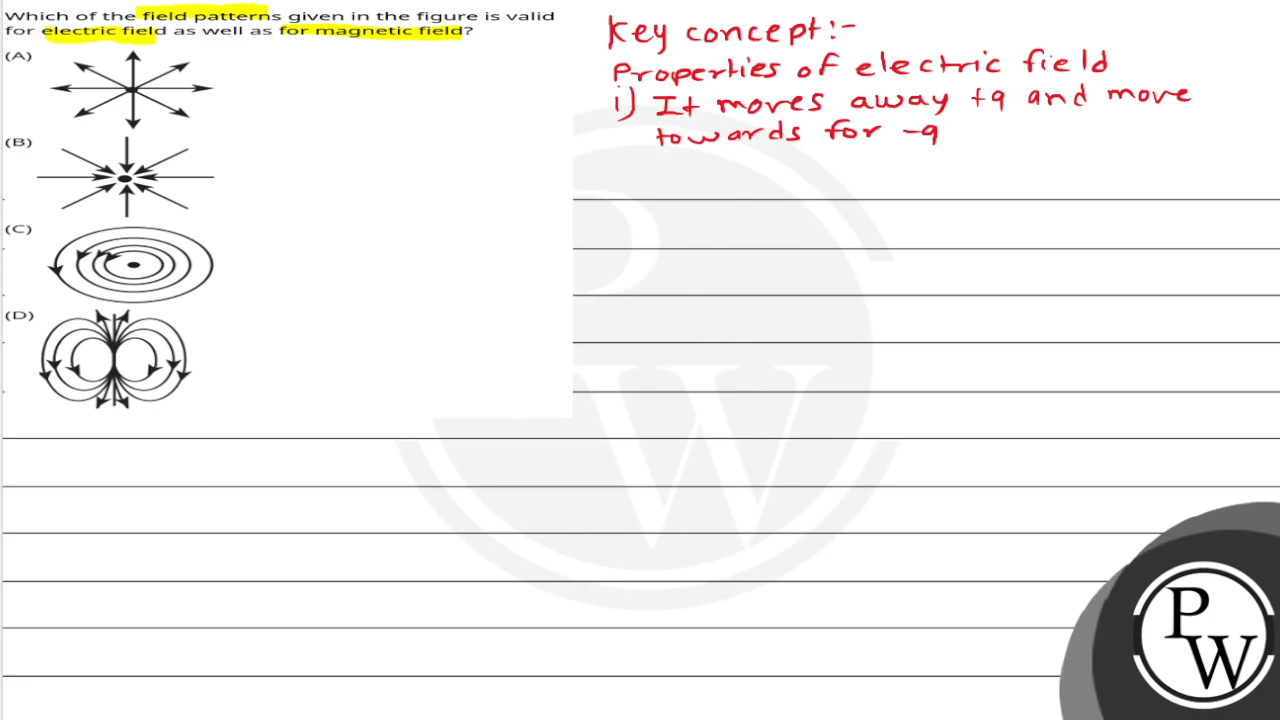 Which of the field patterns given in the figure is valid
for electric field as well as for magnetic field?
(A)
(B)
(C)
(D)
Key concept:-
Properties of electric field
i) It moves away +q and move
towards for -q
P
W
P
W